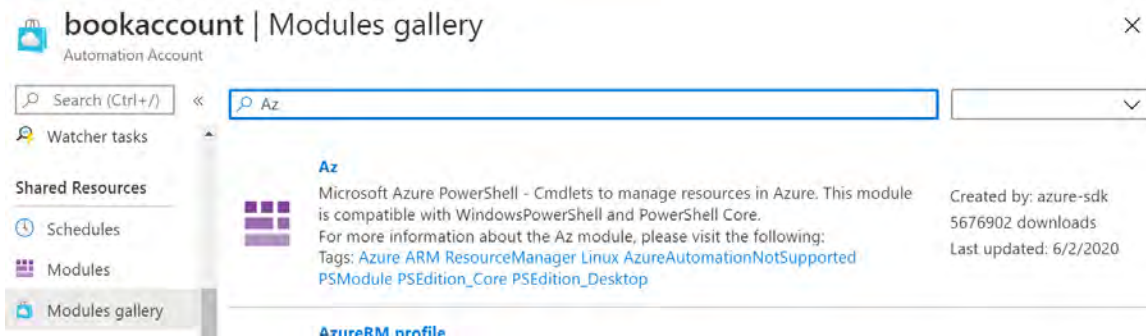 bookaccount | Modules gallery
Automation Account
Search (Ctrl+/)
Az
Watcher tasks
Shared Resources
Schedules
Modules
Modules gallery
Az
Microsoft Azure PowerShell - Cmdlets to manage resources in Azure. This module
is compatible with WindowsPowerShell and PowerShell Core.
For more information about the Az module, please visit the following:
Tags: Azure ARM ResourceManager Linux AzureAutomationNotSupported
PSModule PSEdition_Core PSEdition_Desktop
Created by: azure-sdk
5676902 downloads
Last updated: 6/2/2020
AzureRM.profile